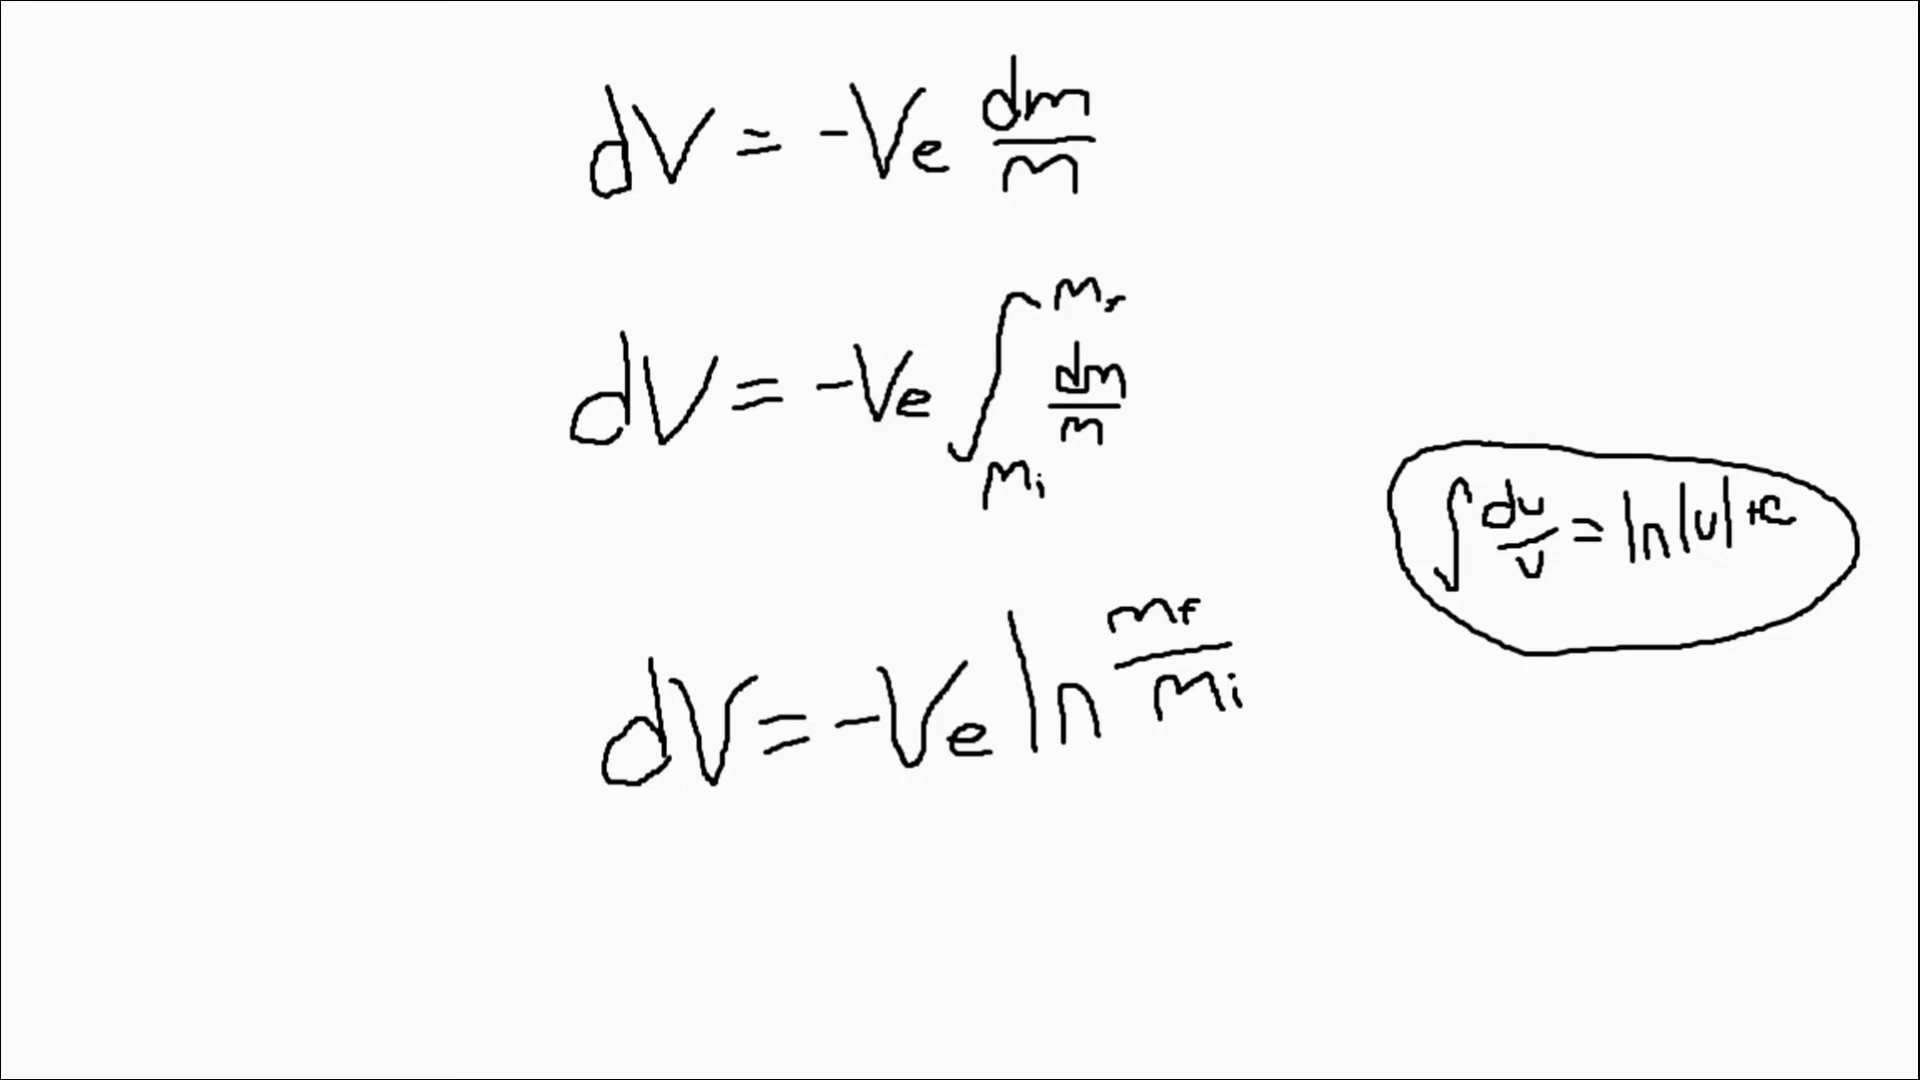 dV = -Ve dm/m
dV = -Ve ∫ Mi Mf dm/m
∫ du/u = ln|u| + c
dV = -Ve ln mf/mi